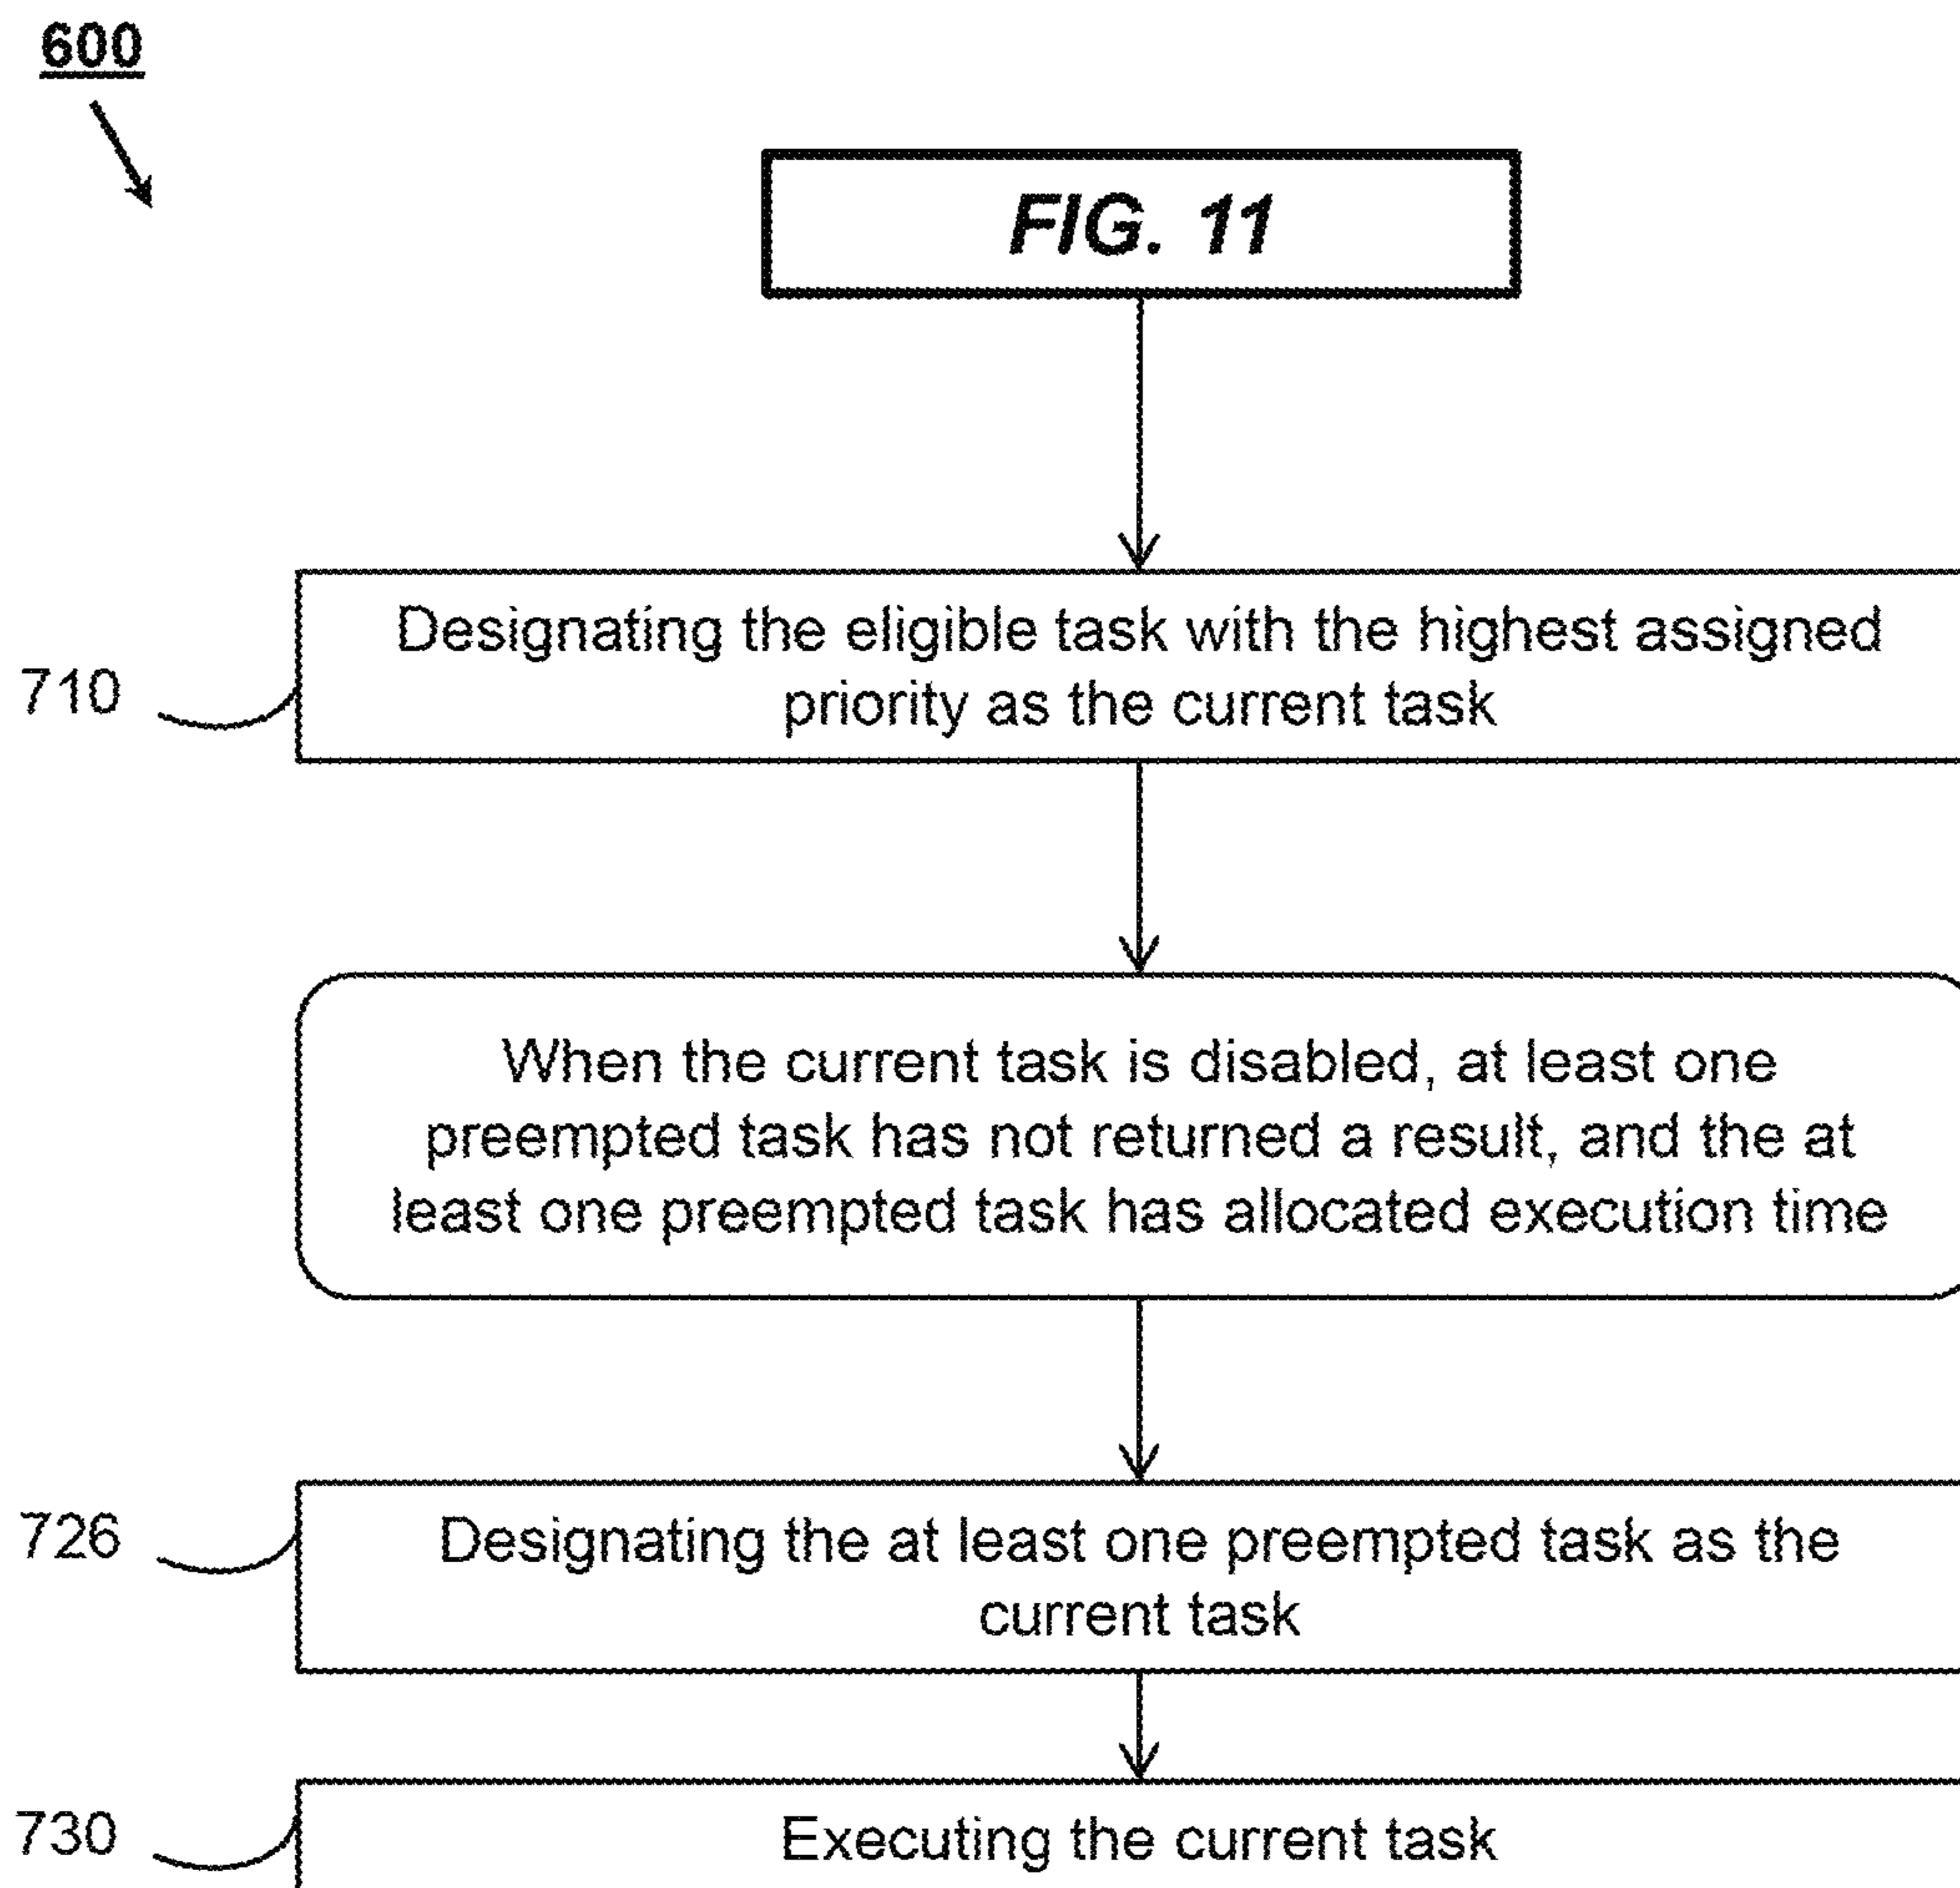 600
FIG. 11
Designating the eligible task with the highest assigned
priority as the current task
710
When the current task is disabled, at least one
preempted task has not returned a result, and the at
least one preempted task has allocated execution time
Designating the at least one preempted task as the
current task
726
Executing the current task
730